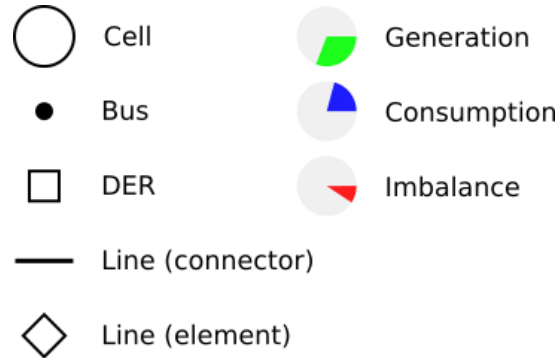 Cell
Bus
DER
Line (connector)
Line (element)
Generation
Consumption
Imbalance